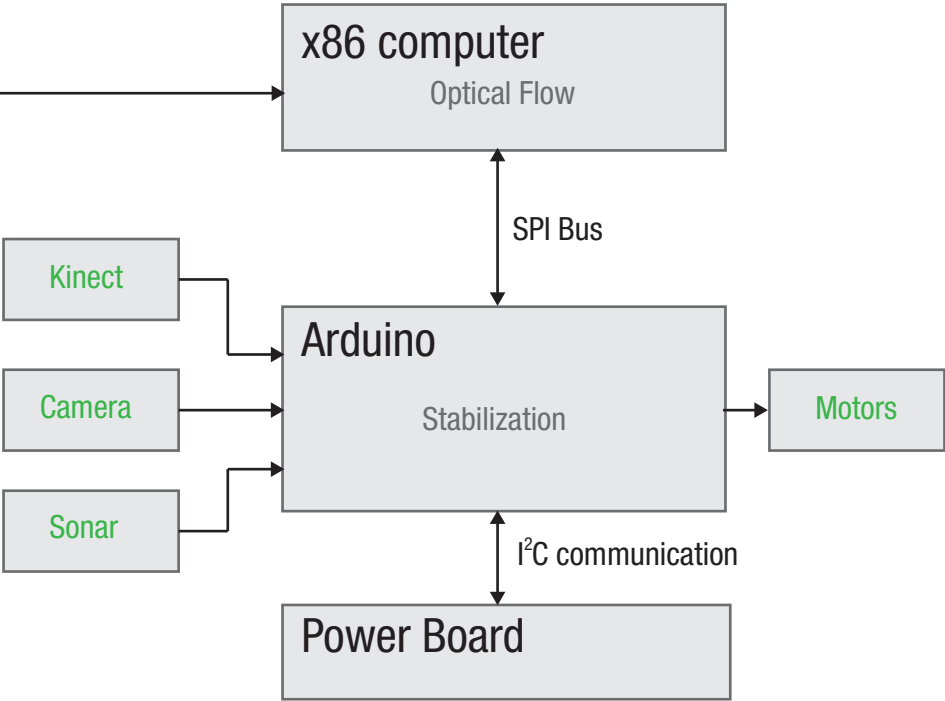 x86 computer
Optical Flow
SPI Bus
Kinect
Arduino
Camera
Stabilization
Motors
Sonar
I²C communication
Power Board